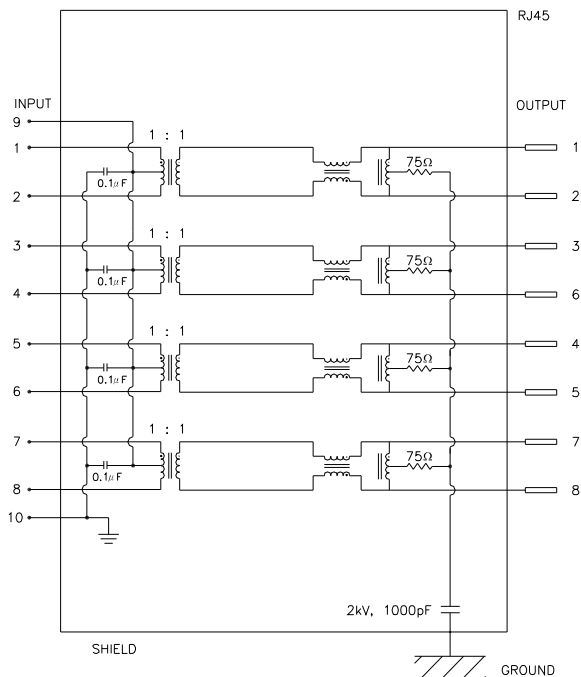 RJ45
INPUT
OUTPUT
9
1 : 1
1
1
75Ω
0.1μF
2
2
1 : 1
3
3
75Ω
0.1μF
4
6
1 : 1
5
4
75Ω
0.1μF
6
5
1 : 1
7
7
75Ω
0.1μF
8
8
10
2kV, 1000pF
SHIELD
GROUND